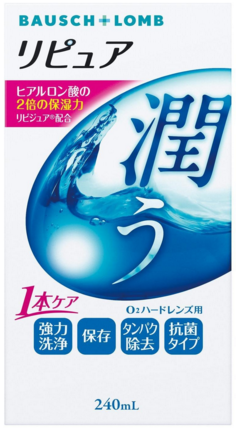 BAUSCH + LOMB
リピュア
ヒアルロン酸の
2倍の保湿力
リピジュア®配合
潤
う
1本ケア
O2ハードレンズ用
強力
洗浄
保存
タンパク
除去
抗菌
タイプ
240mL